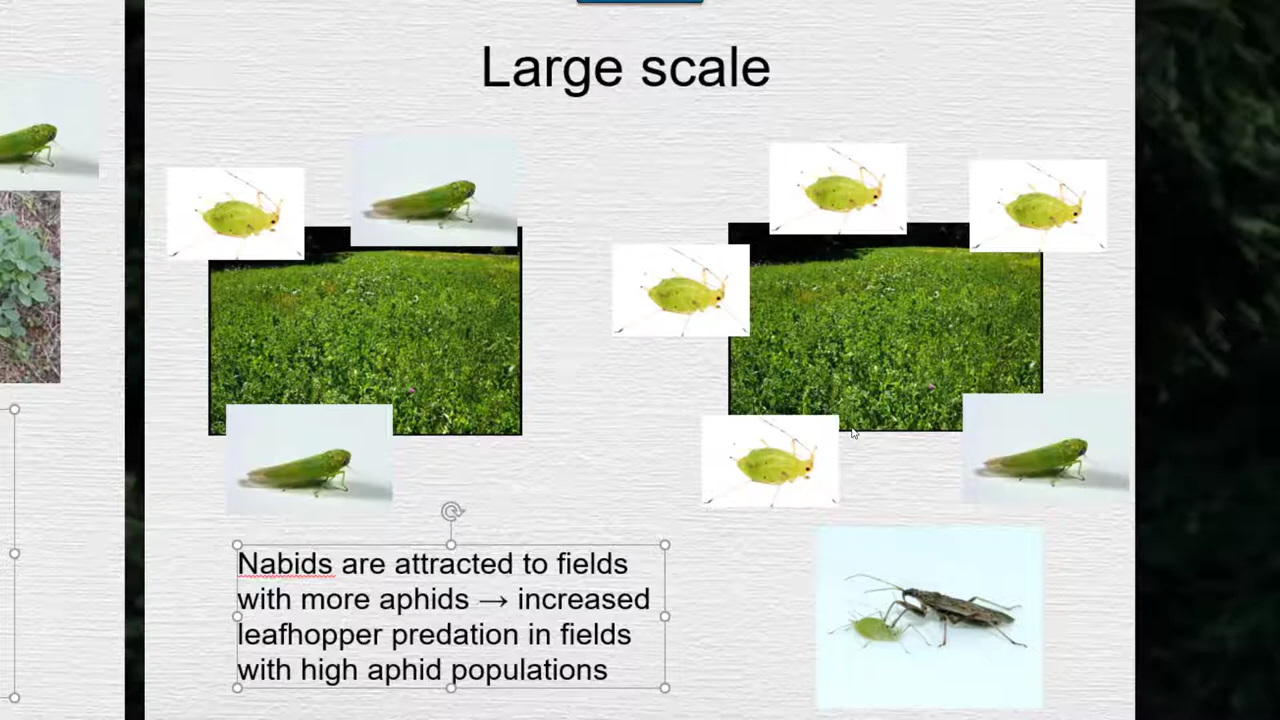 Large scale
Nabids are attracted to fields
with more aphids → increased
leafhopper predation in fields
with high aphid populations